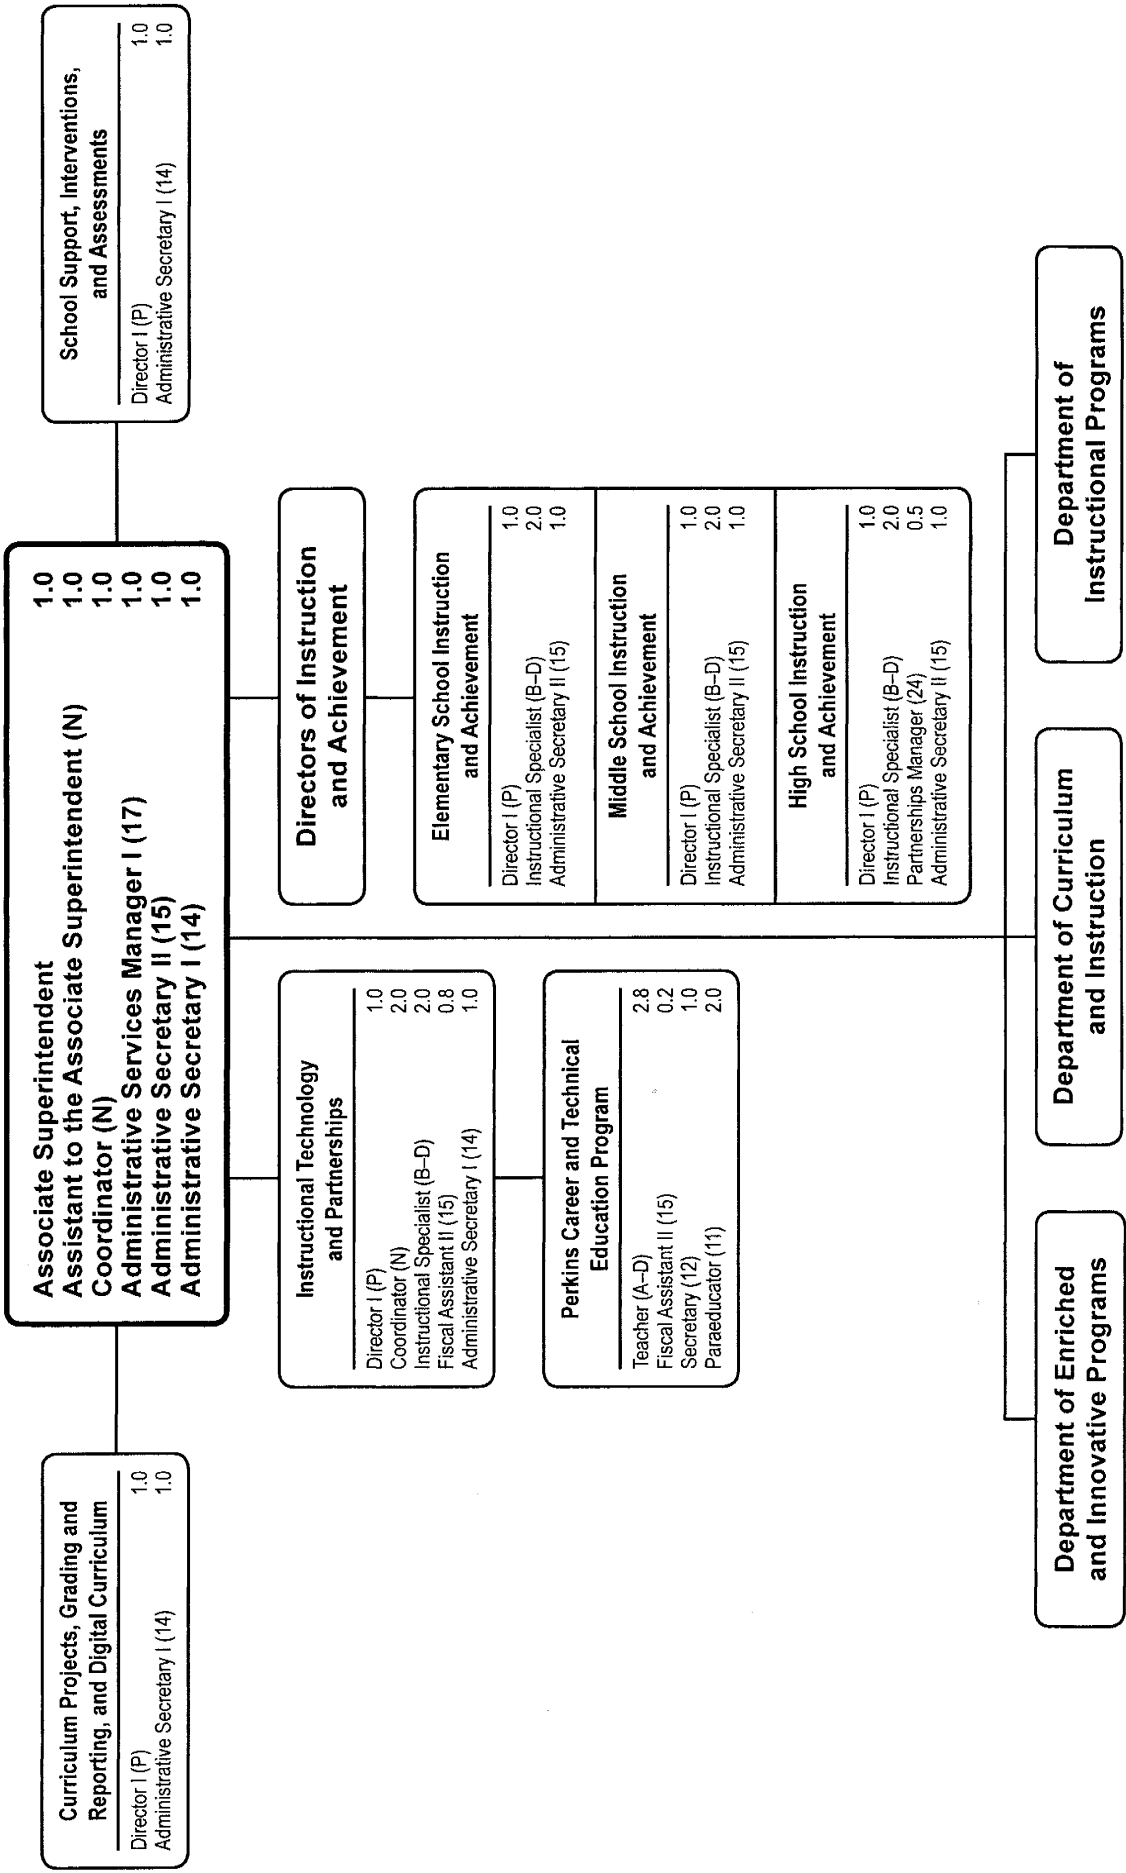 Associate Superintendent 1.0
Assistant to the Associate Superintendent (N) 1.0
Coordinator (N) 1.0
Administrative Services Manager I (17) 1.0
Administrative Secretary II (15) 1.0
Administrative Secretary I (14) 1.0
Curriculum Projects, Grading and
Reporting, and Digital Curriculum
Director I (P) 1.0
Administrative Secretary I (14) 1.0
School Support, Interventions,
and Assessments
Director I (P) 1.0
Administrative Secretary I (14) 1.0
Instructional Technology
and Partnerships
Director I (P) 1.0
Coordinator (N) 2.0
Instructional Specialist (B–D) 2.0
Fiscal Assistant II (15) 0.8
Administrative Secretary I (14) 1.0
Perkins Career and Technical
Education Program
Teacher (A–D) 2.8
Fiscal Assistant II (15) 0.2
Secretary (12) 1.0
Paraeducator (11) 2.0
Directors of Instruction
and Achievement
Elementary School Instruction
and Achievement
Director I (P) 1.0
Instructional Specialist (B–D) 2.0
Administrative Secretary II (15) 1.0
Middle School Instruction
and Achievement
Director I (P) 1.0
Instructional Specialist (B–D) 2.0
Administrative Secretary II (15) 1.0
High School Instruction
and Achievement
Director I (P) 1.0
Instructional Specialist (B–D) 2.0
Partnerships Manager (24) 0.5
Administrative Secretary II (15) 1.0
Department of Enriched
and Innovative Programs
Department of Curriculum
and Instruction
Department of
Instructional Programs